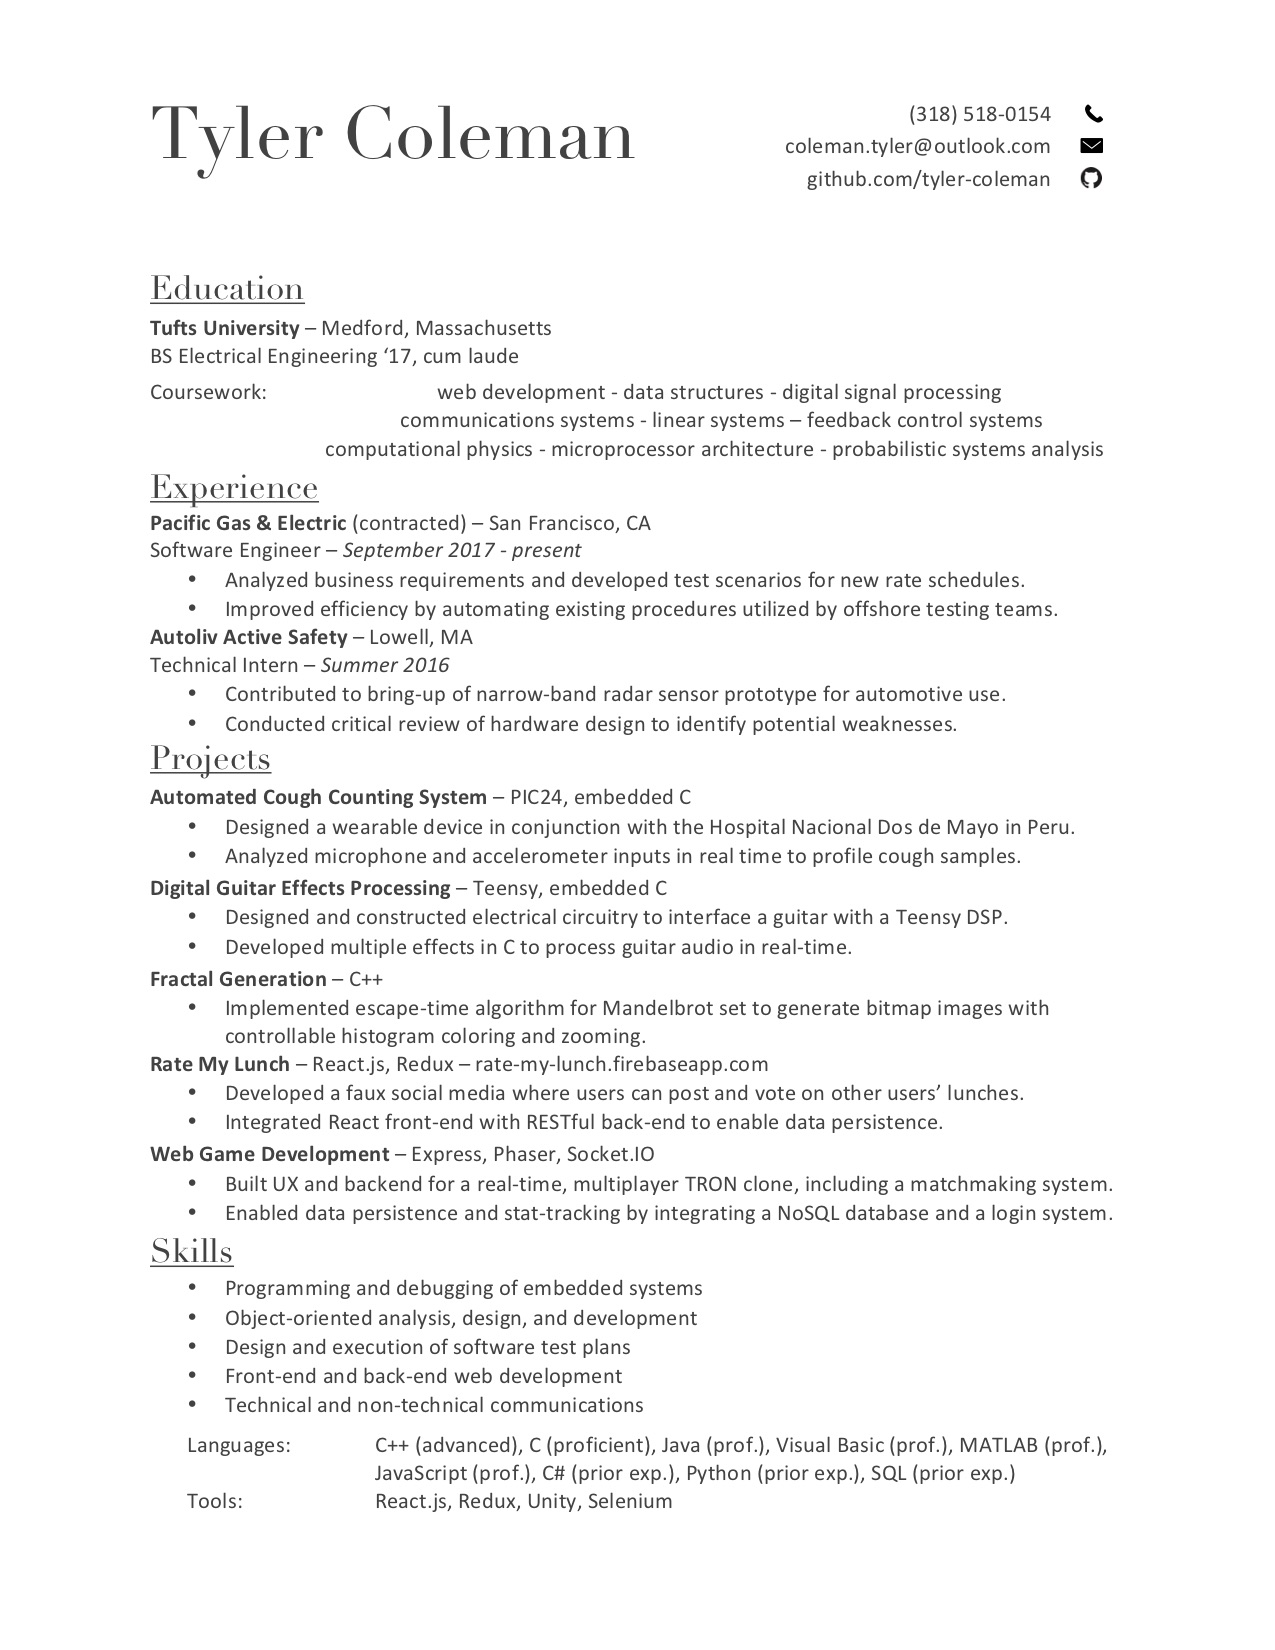 Tyler Coleman
(318) 518-0154
coleman.tyler@outlook.com
github.com/tyler-coleman
Education
Tufts University – Medford, Massachusetts
BS Electrical Engineering ‘17, cum laude
Coursework: web development - data structures - digital signal processing
communications systems - linear systems – feedback control systems
computational physics - microprocessor architecture - probabilistic systems analysis
Experience
Pacific Gas & Electric (contracted) – San Francisco, CA
Software Engineer – September 2017 - present
• Analyzed business requirements and developed test scenarios for new rate schedules.
• Improved efficiency by automating existing procedures utilized by offshore testing teams.
Autoliv Active Safety – Lowell, MA
Technical Intern – Summer 2016
• Contributed to bring-up of narrow-band radar sensor prototype for automotive use.
• Conducted critical review of hardware design to identify potential weaknesses.
Projects
Automated Cough Counting System – PIC24, embedded C
• Designed a wearable device in conjunction with the Hospital Nacional Dos de Mayo in Peru.
• Analyzed microphone and accelerometer inputs in real time to profile cough samples.
Digital Guitar Effects Processing – Teensy, embedded C
• Designed and constructed electrical circuitry to interface a guitar with a Teensy DSP.
• Developed multiple effects in C to process guitar audio in real-time.
Fractal Generation – C++
• Implemented escape-time algorithm for Mandelbrot set to generate bitmap images with
controllable histogram coloring and zooming.
Rate My Lunch – React.js, Redux – rate-my-lunch.firebaseapp.com
• Developed a faux social media where users can post and vote on other users’ lunches.
• Integrated React front-end with RESTful back-end to enable data persistence.
Web Game Development – Express, Phaser, Socket.IO
• Built UX and backend for a real-time, multiplayer TRON clone, including a matchmaking system.
• Enabled data persistence and stat-tracking by integrating a NoSQL database and a login system.
Skills
• Programming and debugging of embedded systems
• Object-oriented analysis, design, and development
• Design and execution of software test plans
• Front-end and back-end web development
• Technical and non-technical communications
Languages: C++ (advanced), C (proficient), Java (prof.), Visual Basic (prof.), MATLAB (prof.),
JavaScript (prof.), C# (prior exp.), Python (prior exp.), SQL (prior exp.)
Tools: React.js, Redux, Unity, Selenium